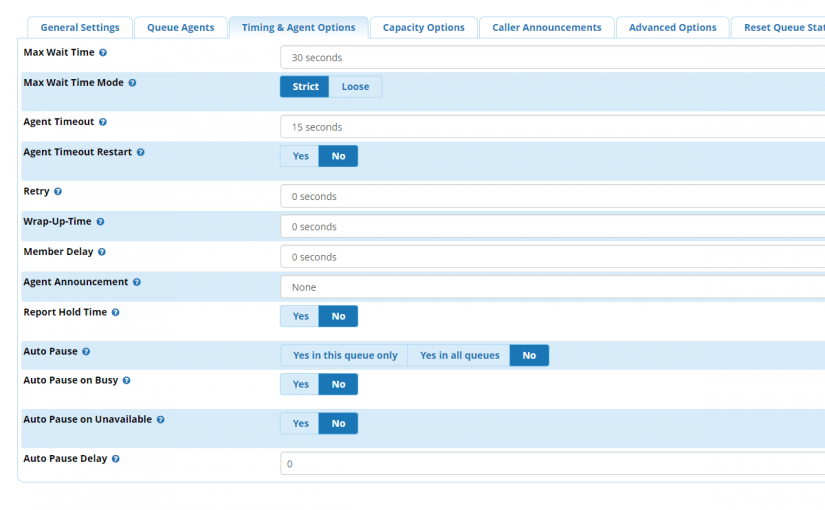 General Settings Queue Agents Timing & Agent Options Capacity Options Caller Announcements Advanced Options Reset Queue Stat
Max Wait Time 30 seconds
Max Wait Time Mode Strict Loose
Agent Timeout 15 seconds
Agent Timeout Restart Yes No
Retry 0 seconds
Wrap-Up-Time 0 seconds
Member Delay 0 seconds
Agent Announcement None
Report Hold Time Yes No
Auto Pause Yes in this queue only Yes in all queues No
Auto Pause on Busy Yes No
Auto Pause on Unavailable Yes No
Auto Pause Delay 0